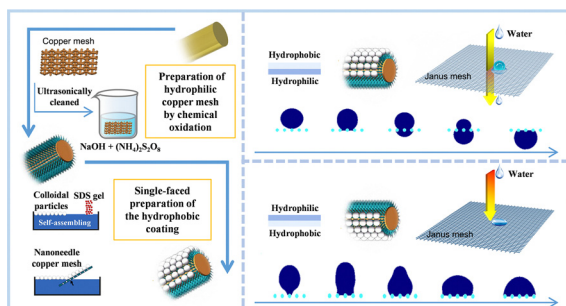 Copper mesh
Ultrasonically
cleaned
Preparation of
hydrophilic
copper mesh
by chemical
oxidation
NaOH + (NH₄)₂S₂O₈
Colloidal
particles
SDS gel
Self-assembling
Single-faced
preparation of
the hydrophobic
coating
Nanoneedle
copper mesh
Hydrophobic
Hydrophilic
Water
Janus mesh
Hydrophilic
Hydrophobic
Water
Janus mesh